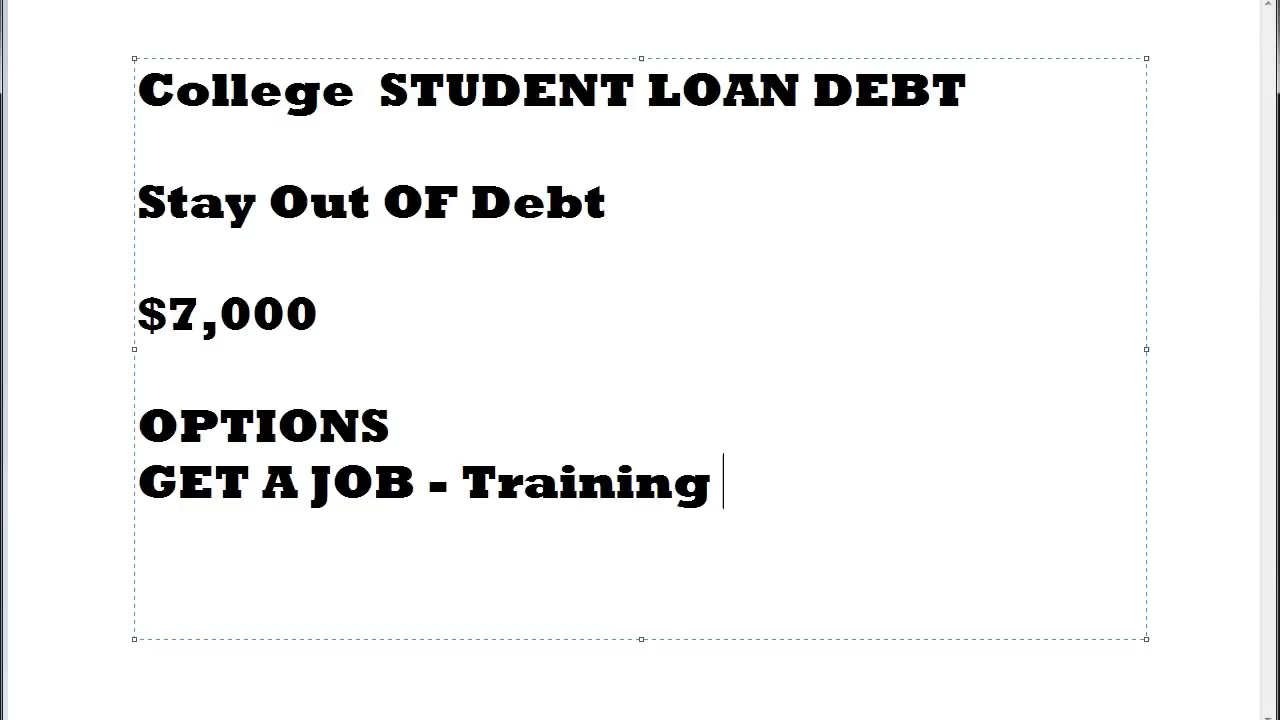 College  STUDENT LOAN DEBT
Stay Out OF Debt
$7,000
OPTIONS
GET A JOB - Training